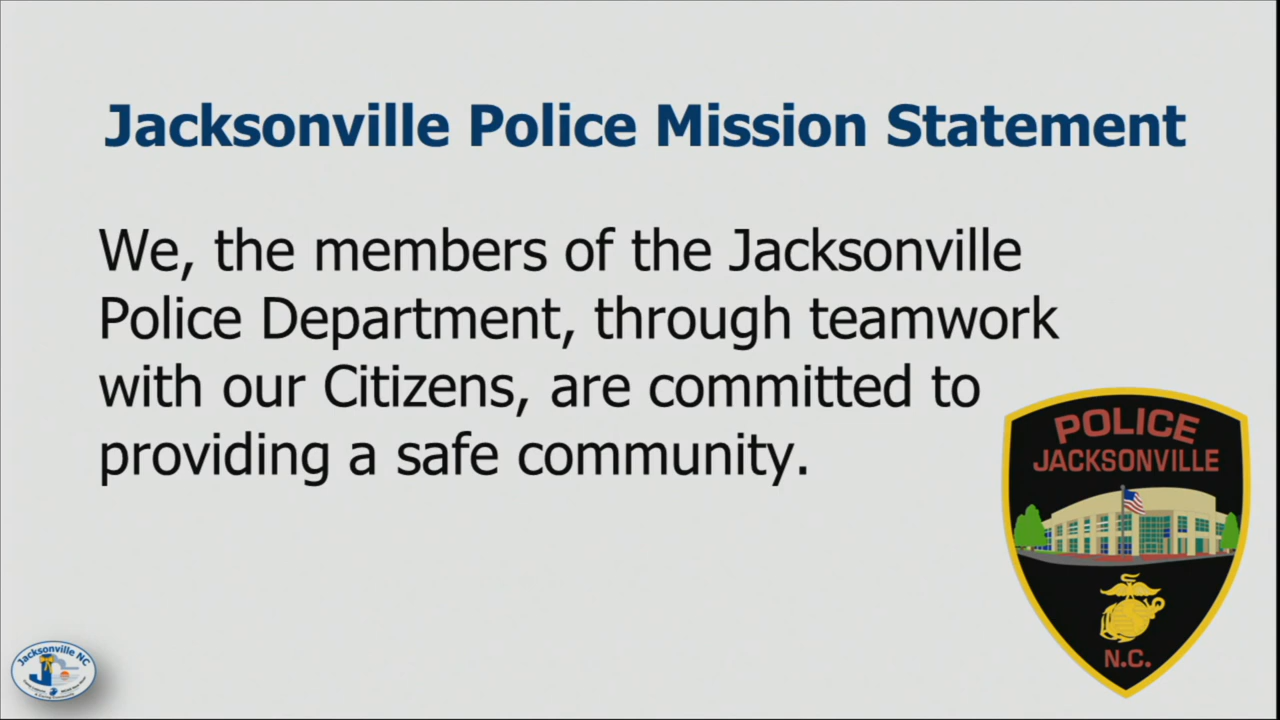 Jacksonville Police Mission Statement
We, the members of the Jacksonville
Police Department, through teamwork
with our Citizens, are committed to
providing a safe community.
POLICE
JACKSONVILLE
N.C.
Jacksonville NC